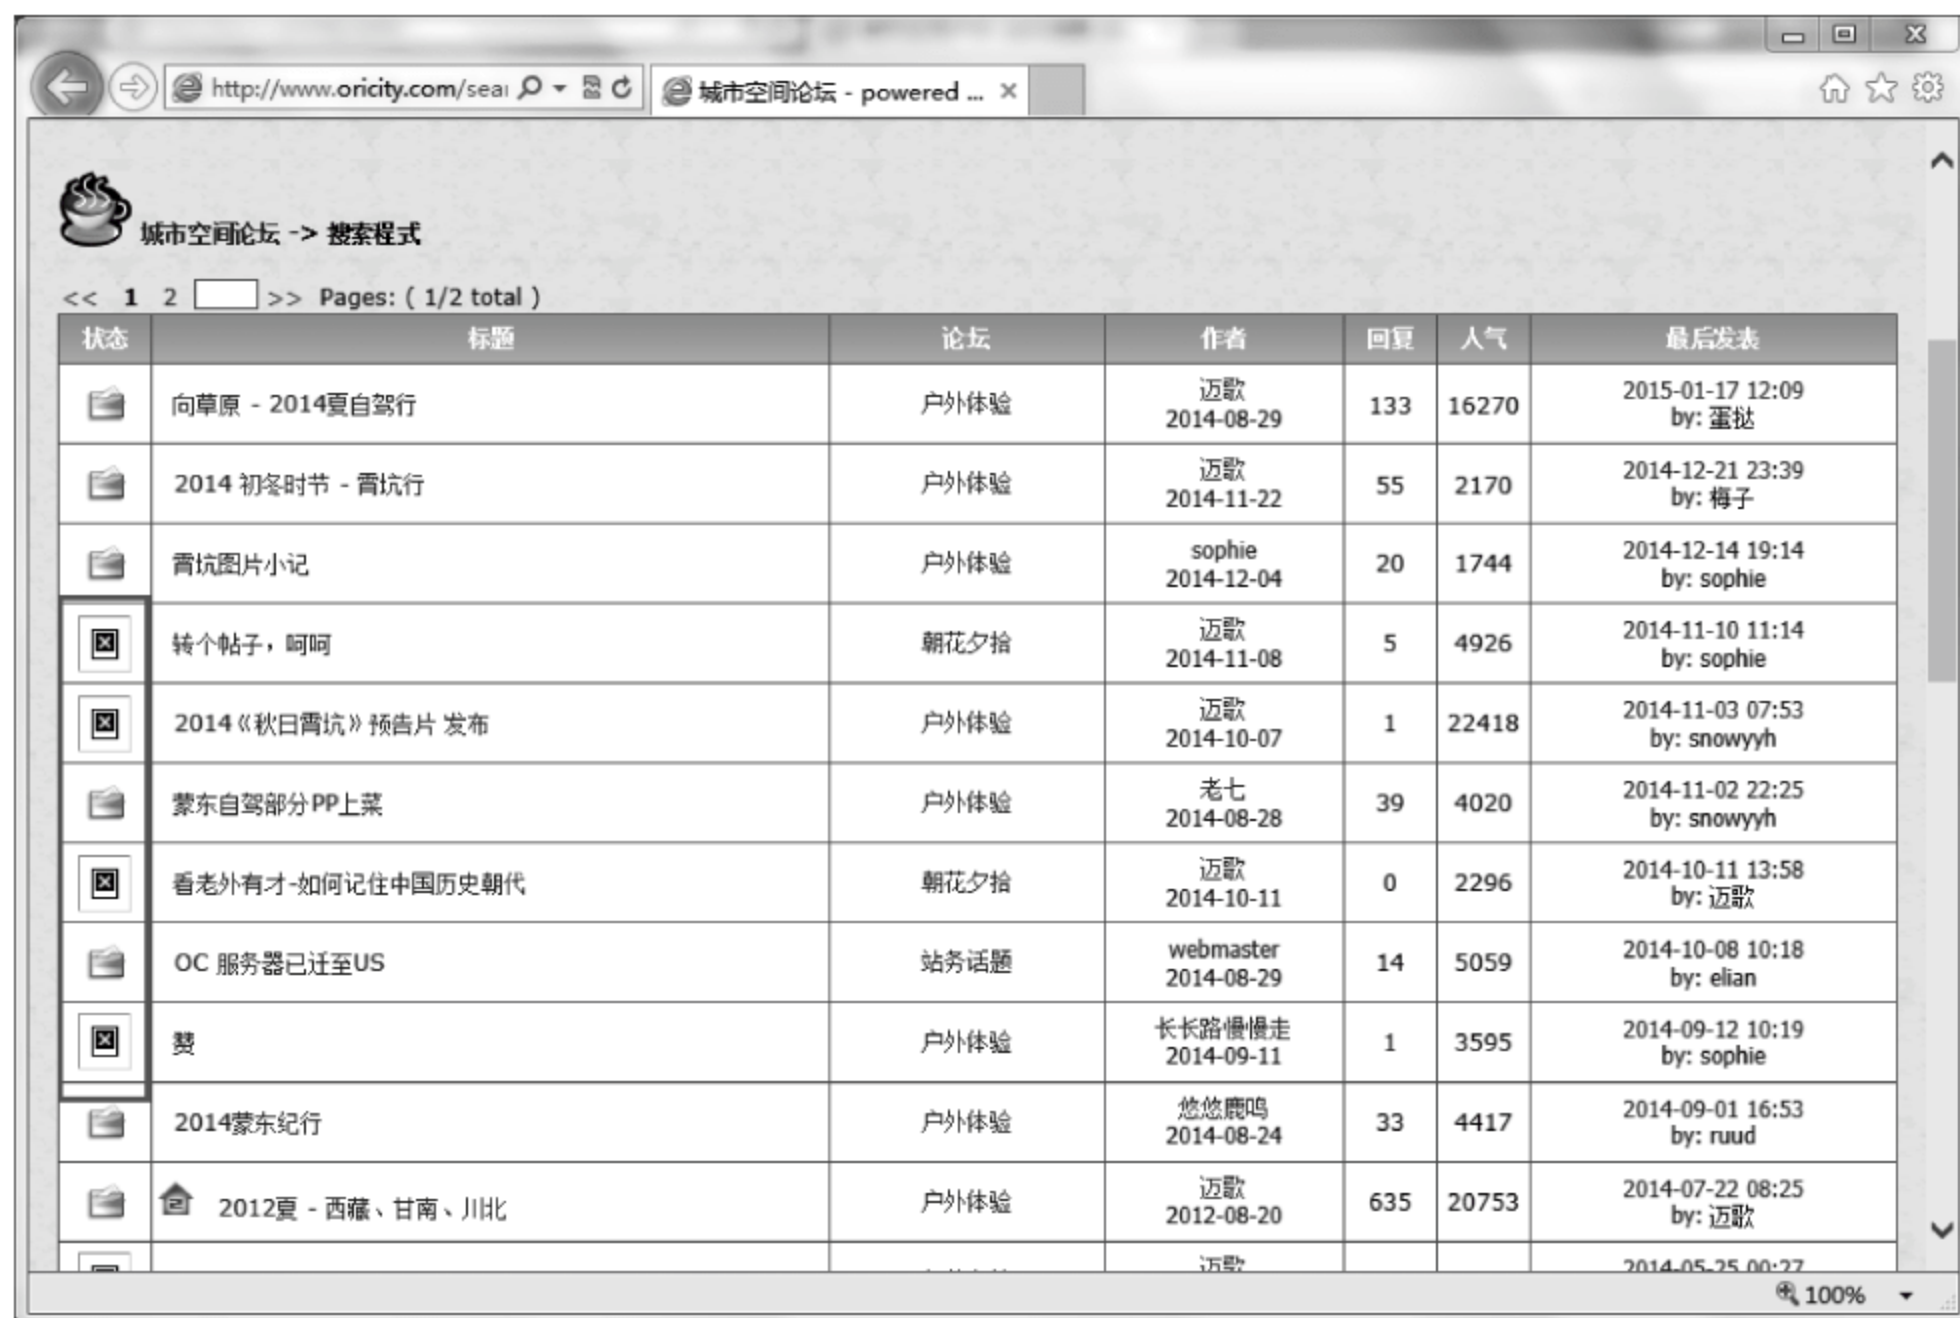 http://www.oricity.com/sear
城市空间论坛 - powered ...
城市空间论坛 -> 搜索程式
<< 1 2 >> Pages: ( 1/2 total )
状态 标题 论坛 作者 回复 人气 最后发表
向草原 - 2014夏自驾行 户外体验 迈歌 2014-08-29 133 16270 2015-01-17 12:09 by: 蛋挞
2014 初冬时节 - 霄坑行 户外体验 迈歌 2014-11-22 55 2170 2014-12-21 23:39 by: 梅子
霄坑图片小记 户外体验 sophie 2014-12-04 20 1744 2014-12-14 19:14 by: sophie
转个帖子，呵呵 朝花夕拾 迈歌 2014-11-08 5 4926 2014-11-10 11:14 by: sophie
2014《秋日霄坑》预告片 发布 户外体验 迈歌 2014-10-07 1 22418 2014-11-03 07:53 by: snowyyh
蒙东自驾部分PP上菜 户外体验 老七 2014-08-28 39 4020 2014-11-02 22:25 by: snowyyh
看老外有才-如何记住中国历史朝代 朝花夕拾 迈歌 2014-10-11 0 2296 2014-10-11 13:58 by: 迈歌
OC 服务器已迁至US 站务话题 webmaster 2014-08-29 14 5059 2014-10-08 10:18 by: elian
赞 户外体验 长长路慢慢走 2014-09-11 1 3595 2014-09-12 10:19 by: sophie
2014蒙东纪行 户外体验 悠悠鹿鸣 2014-08-24 33 4417 2014-09-01 16:53 by: ruud
2012夏 - 西藏、甘南、川北 户外体验 迈歌 2012-08-20 635 20753 2014-07-22 08:25 by: 迈歌
迈歌 2014-05-25 00:27
100%